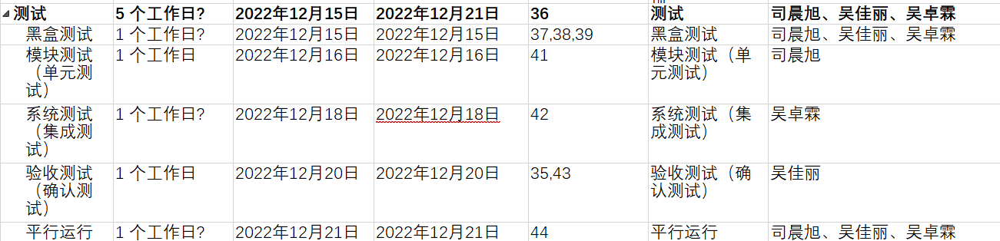 测试 5 个工作日? 2022年12月15日 2022年12月21日 36 测试 司晨旭、吴佳丽、吴卓霖
黑盒测试 1 个工作日? 2022年12月15日 2022年12月15日 37,38,39 黑盒测试 司晨旭、吴佳丽、吴卓霖
模块测试 1 个工作日 2022年12月16日 2022年12月16日 41 模块测试（单 司晨旭
（单元测 元测试）
试）
系统测试 1 个工作日? 2022年12月18日 2022年12月18日 42 系统测试（集 吴卓霖
（集成测 成测试）
试）
验收测试 1 个工作日 2022年12月20日 2022年12月20日 35,43 验收测试（确 吴佳丽
（确认测 认测试）
试）
平行运行 1 个工作日? 2022年12月21日 2022年12月21日 44 平行运行 司晨旭、吴佳丽、吴卓霖